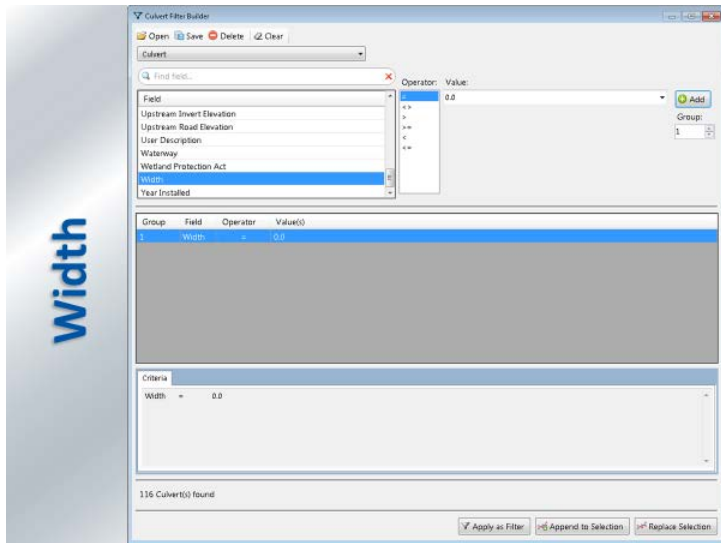 Width
Culvert Filter Builder
Open Save Delete Clear
Culvert
Find field...
Operator: Value:
Field
= 0.0 Add
Upstream Invert Elevation
<>
Upstream Road Elevation
> Group:
User Description
>= 1
Waterway
<
Wetland Protection Act
<=
Width
Year Installed
Group Field Operator Value(s)
1 Width = 0.0
Criteria
Width = 0.0
116 Culvert(s) found
Apply as Filter Append to Selection Replace Selection